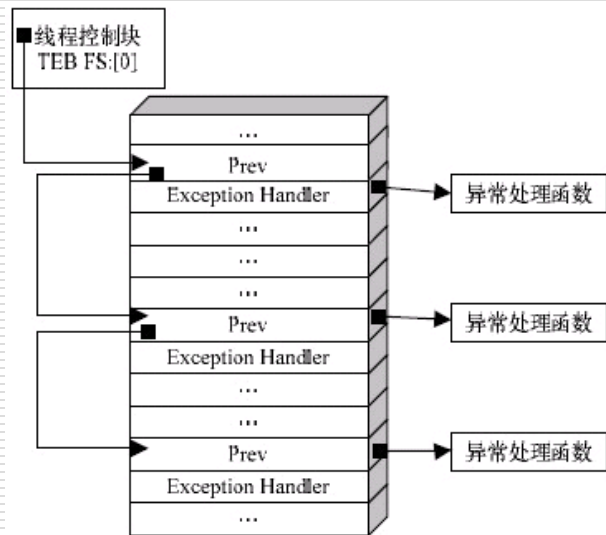 线程控制块
TEB FS:[0]
...
Prev
Exception Handler
异常处理函数
...
...
...
Prev
异常处理函数
Exception Handler
...
...
Prev
异常处理函数
Exception Handler
...